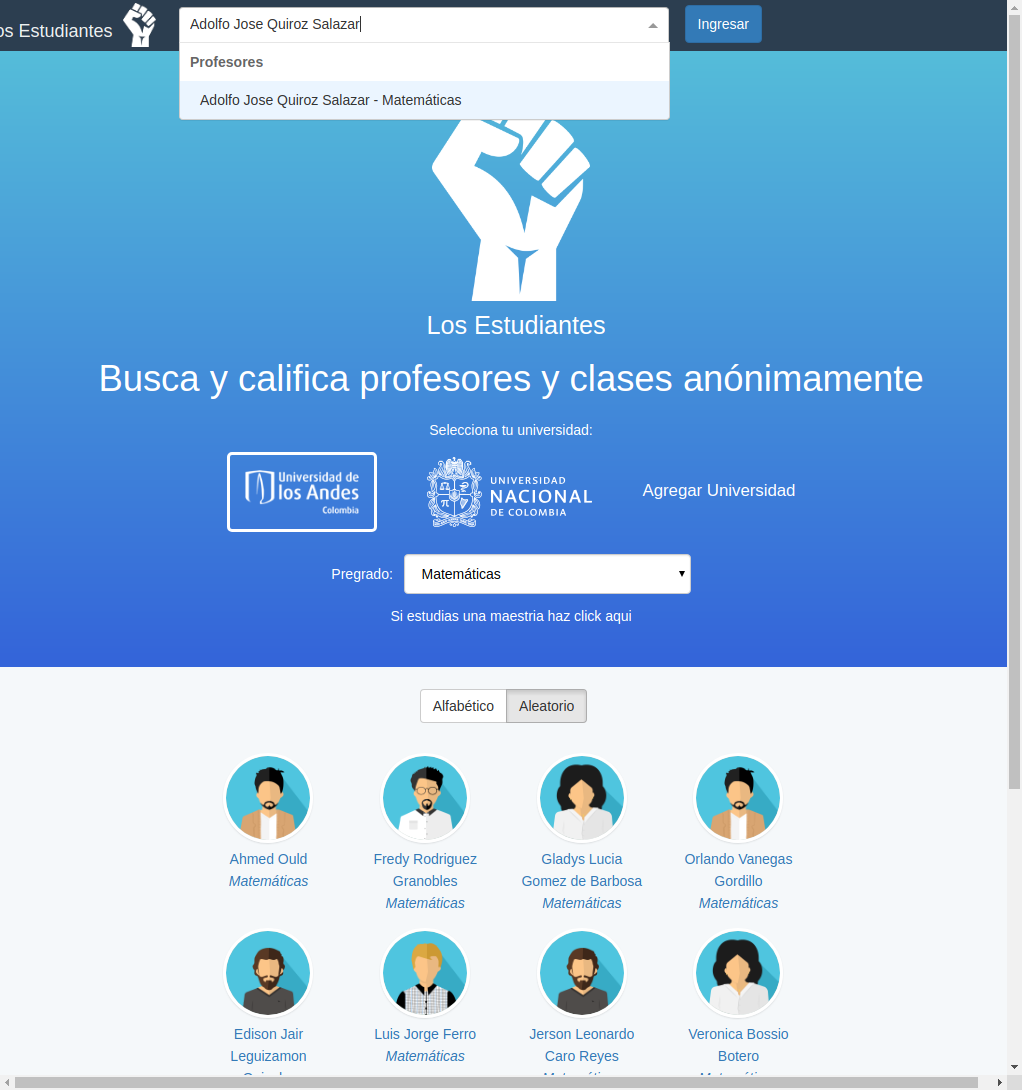 os Estudiantes
Adolfo Jose Quiroz Salazar
Ingresar
Profesores
Adolfo Jose Quiroz Salazar - Matemáticas
Los Estudiantes
Busca y califica profesores y clases anónimamente
Selecciona tu universidad:
Universidad de
los Andes
Colombia
UNIVERSIDAD
NACIONAL
DE COLOMBIA
Agregar Universidad
Pregrado:
Matemáticas
Si estudias una maestria haz click aqui
Alfabético
Aleatorio
Ahmed Ould
Matemáticas
Fredy Rodriguez
Granobles
Matemáticas
Gladys Lucia
Gomez de Barbosa
Matemáticas
Orlando Vanegas
Gordillo
Matemáticas
Edison Jair
Leguizamon
Luis Jorge Ferro
Matemáticas
Jerson Leonardo
Caro Reyes
Veronica Bossio
Botero